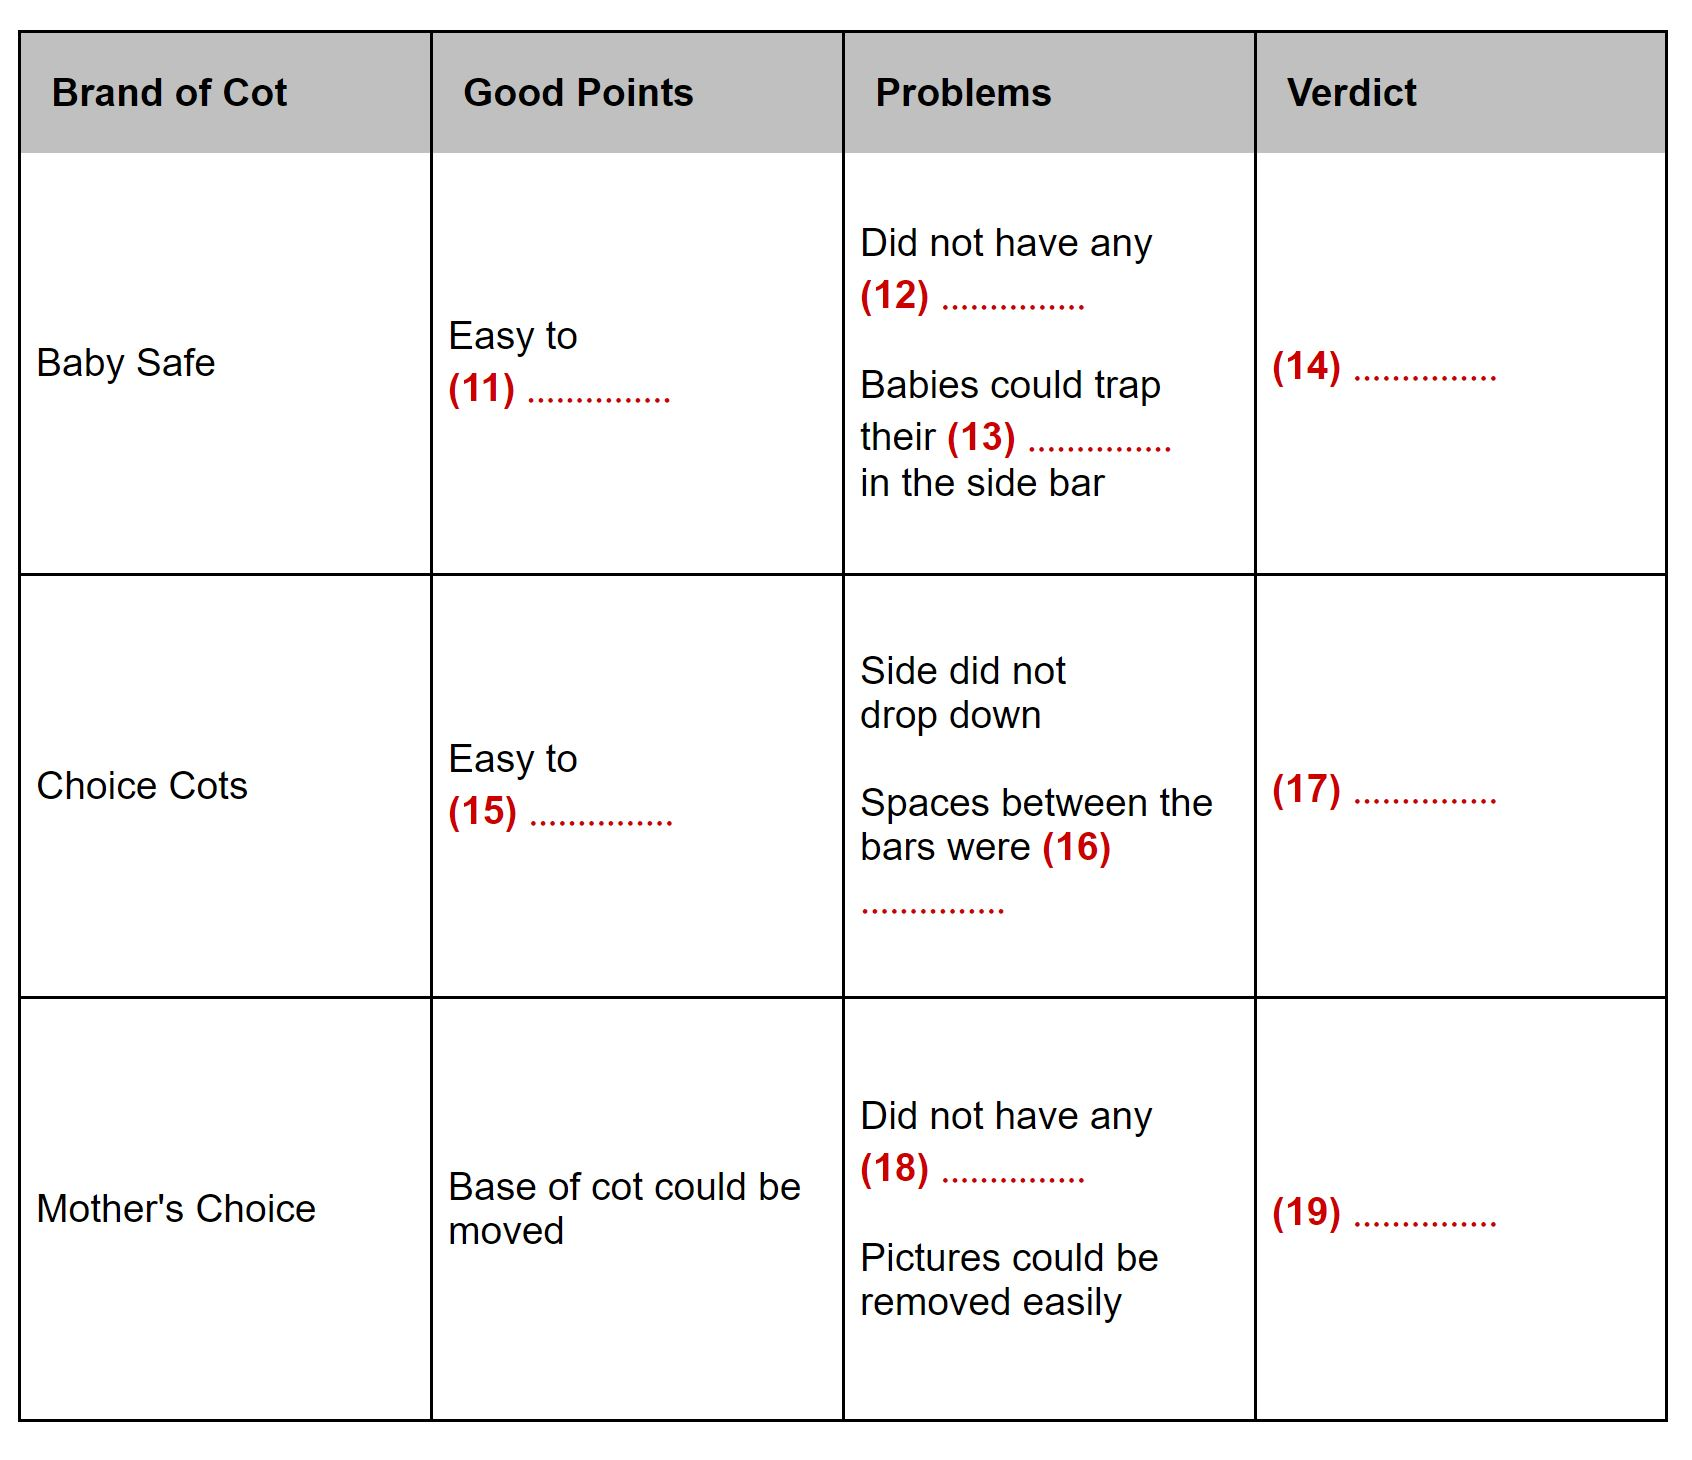 Brand of Cot
Good Points
Problems
Verdict
Baby Safe
Easy to
(11) ...............
Did not have any
(12) ...............
Babies could trap
their (13) ...............
in the side bar
(14) ...............
Choice Cots
Easy to
(15) ...............
Side did not
drop down
Spaces between the
bars were (16)
...............
(17) ...............
Mother's Choice
Base of cot could be
moved
Did not have any
(18) ...............
Pictures could be
removed easily
(19) ...............